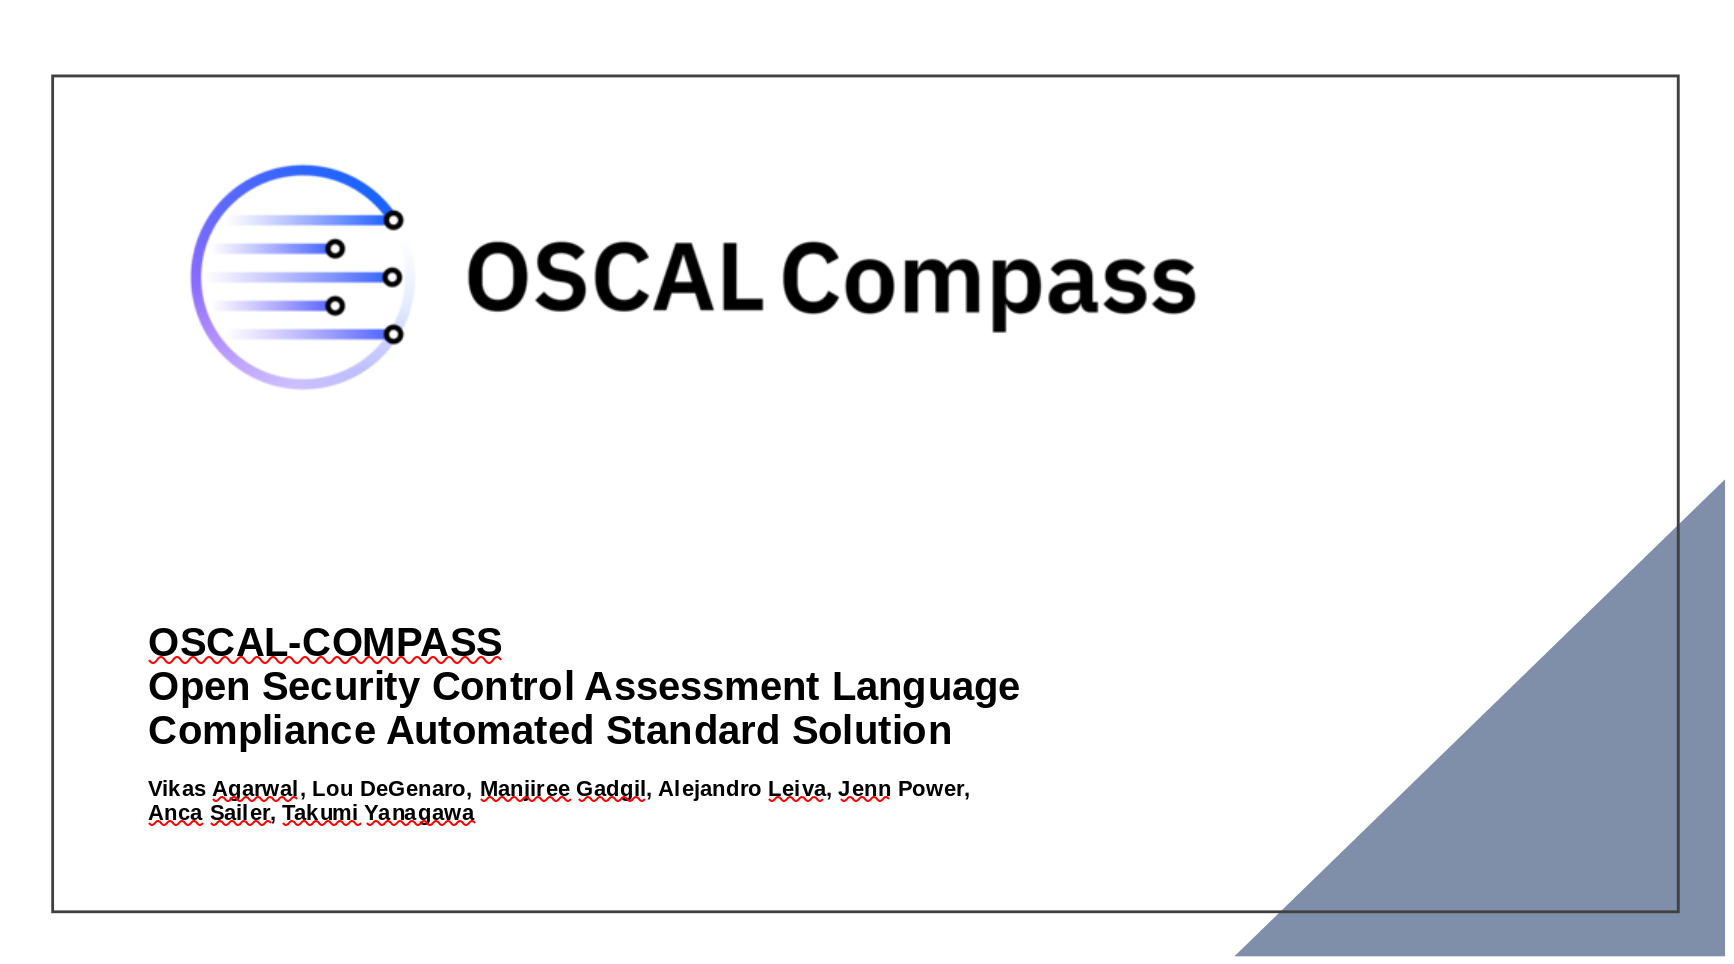 OSCAL Compass
OSCAL-COMPASS
Open Security Control Assessment Language
Compliance Automated Standard Solution
Vikas Agarwal, Lou DeGenaro, Manjiree Gadgil, Alejandro Leiva, Jenn Power,
Anca Sailer, Takumi Yanagawa